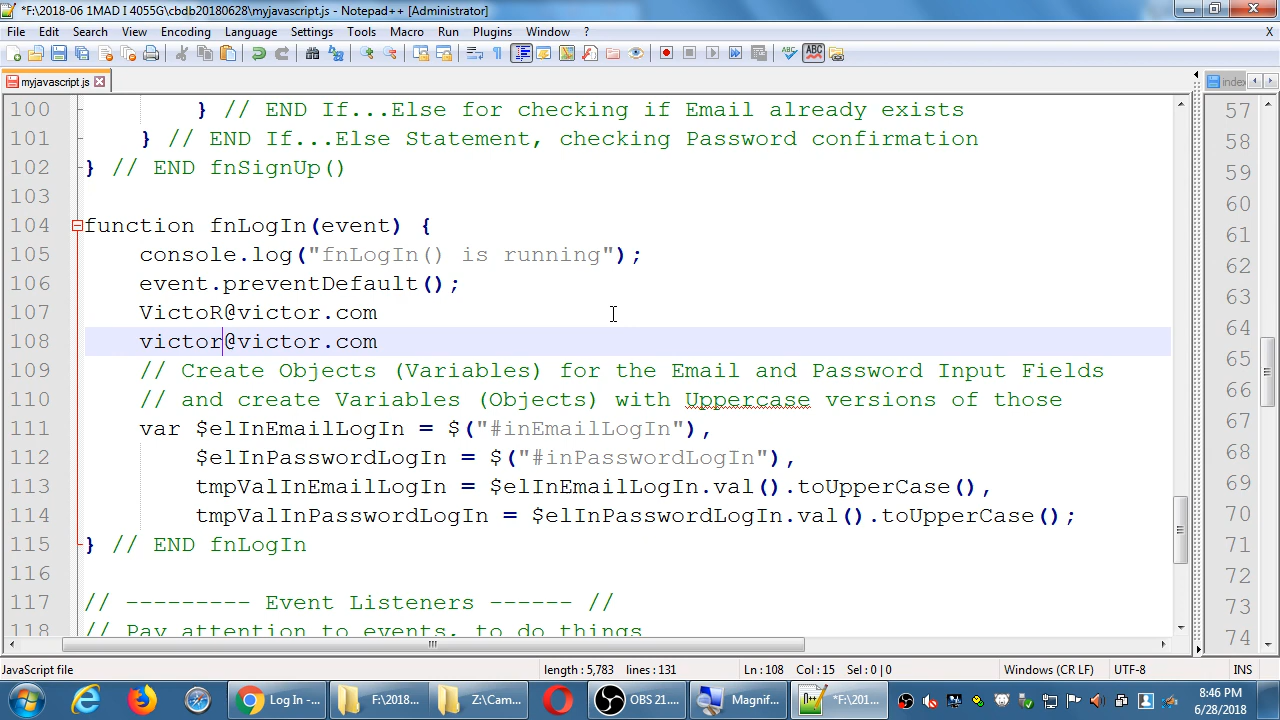 *F:\2018-06 1MAD I 4055G\cbdb20180628\myjavascript.js - Notepad++ [Administrator]
File Edit Search View Encoding Language Settings Tools Macro Run Plugins Window ? X
myjavascript.js
index
100 } // END If...Else for checking if Email already exists
101 } // END If...Else Statement, checking Password confirmation
102 } // END fnSignUp()
103
104 function fnLogIn(event) {
105 console.log("fnLogIn() is running");
106 event.preventDefault();
107 VictoR@victor.com
108 victor@victor.com
109 // Create Objects (Variables) for the Email and Password Input Fields
110 // and create Variables (Objects) with Uppercase versions of those
111 var $elInEmailLogIn = $("#inEmailLogIn"),
112 $elInPasswordLogIn = $("#inPasswordLogIn"),
113 tmpValInEmailLogIn = $elInEmailLogIn.val().toUpperCase(),
114 tmpValInPasswordLogIn = $elInPasswordLogIn.val().toUpperCase();
115 } // END fnLogIn
116
117 // --------- Event Listeners ------ //
118 // Pay attention to events, to do things
57
58
59
60
61
62
63
64
65
66
67
68
69
70
71
72
73
74
JavaScript file length : 5,783 lines : 131 Ln : 108 Col : 15 Sel : 0 | 0 Windows (CR LF) UTF-8 INS
Log In -... F:\2018... Z:\Cam... OBS 21.... Magnif... *F:\201... 8:46 PM
6/28/2018